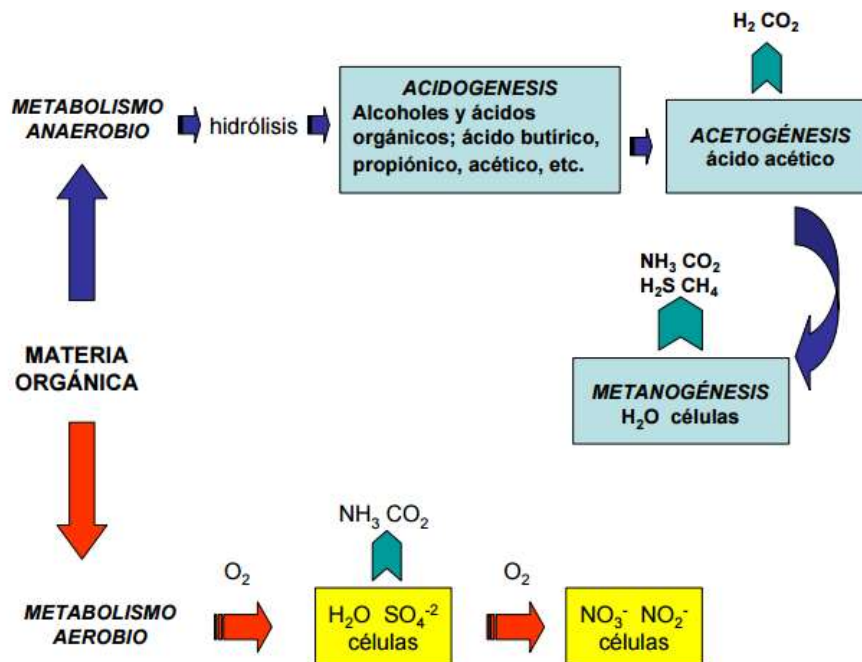 H₂ CO₂
METABOLISMO
ANAEROBIO
hidrólisis
ACIDOGENESIS
Alcoholes y ácidos
orgánicos; ácido butírico,
propiónico, acético, etc.
ACETOGÉNESIS
ácido acético
NH₃ CO₂
H₂S CH₄
METANOGÉNESIS
H₂O células
MATERIA
ORGÁNICA
METABOLISMO
AEROBIO
O₂
NH₃ CO₂
H₂O SO₄⁻²
células
O₂
NO₃⁻ NO₂⁻
células